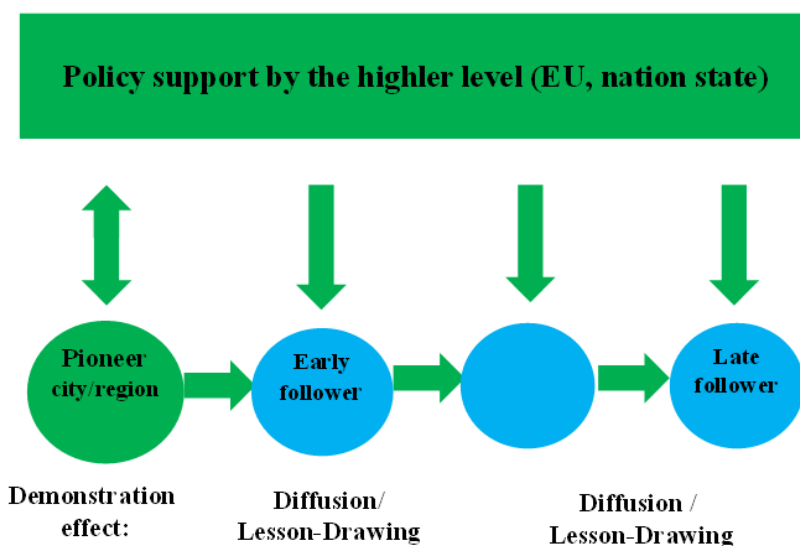 Policy support by the highler level (EU, nation state)
Pioneer
city/region
Early
follower
Late
follower
Demonstration
effect:
Diffusion/
Lesson-Drawing
Diffusion /
Lesson-Drawing